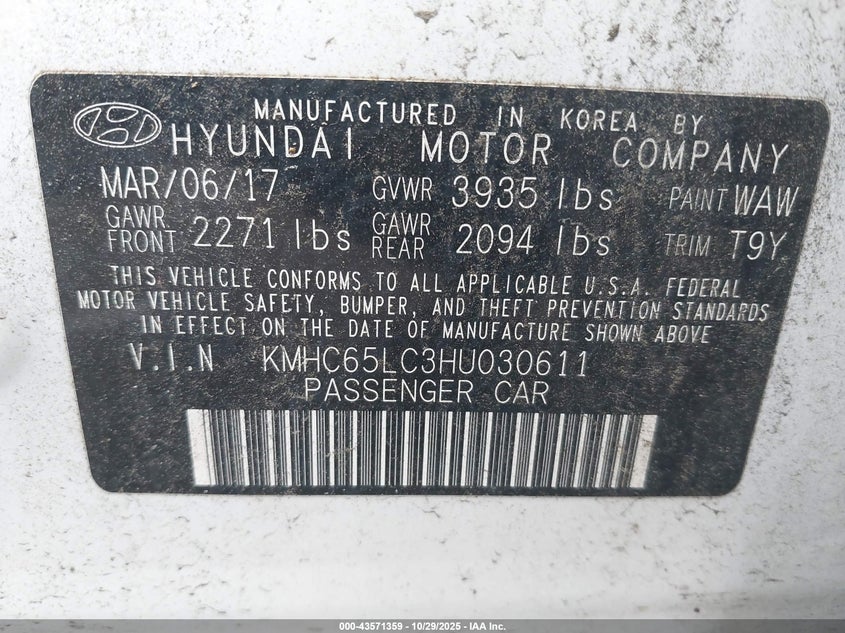 MANUFACTURED IN KOREA BY
HYUNDAI MOTOR COMPANY
MAR/06/17 GVWR 3935 lbs PAINT WAW
GAWR FRONT 2271 lbs GAWR REAR 2094 lbs TRIM T9Y
THIS VEHICLE CONFORMS TO ALL APPLICABLE U.S.A. FEDERAL
MOTOR VEHICLE SAFETY, BUMPER, AND THEFT PREVENTION STANDARDS
IN EFFECT ON THE DATE OF MANUFACTURE SHOWN ABOVE
V.I.N KMHC65LC3HU030611
PASSENGER CAR
000-43571359 | 10/29/2025 - IAA Inc.